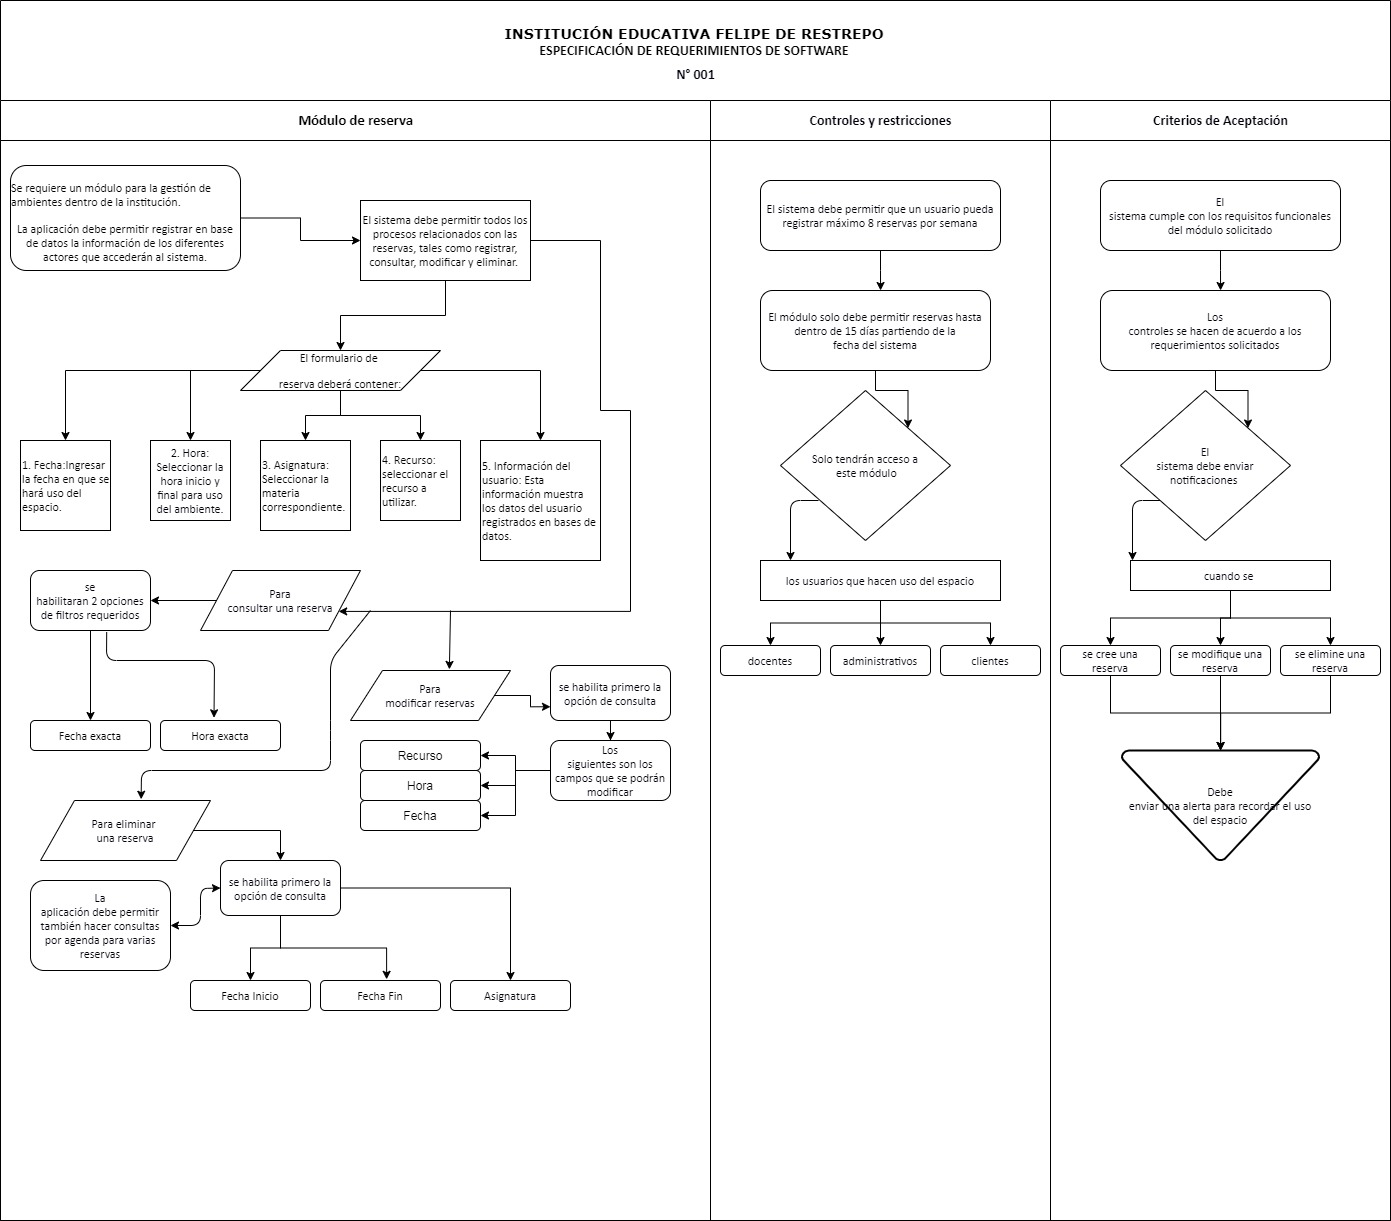 INSTITUCIÓN EDUCATIVA FELIPE DE RESTREPO
ESPECIFICACIÓN DE REQUERIMIENTOS DE SOFTWARE
N° 001
Módulo de reserva
Controles y restricciones
Criterios de Aceptación
Se requiere un módulo para la gestión de
ambientes dentro de la institución.
La aplicación debe permitir registrar en base
de datos la información de los diferentes
actores que accederán al sistema.
El sistema debe permitir todos los
procesos relacionados con las
reservas, tales como registrar,
consultar, modificar y eliminar.
El formulario de
reserva deberá contener:
1. Fecha:Ingresar
la fecha en que se
hará uso del
espacio.
2. Hora:
Seleccionar la
hora inicio y
final para uso
del ambiente.
3. Asignatura:
Seleccionar la
materia
correspondiente.
4. Recurso:
seleccionar el
recurso a
utilizar.
5. Información del
usuario: Esta
información muestra
los datos del usuario
registrados en bases de
datos.
se
habilitaran 2 opciones
de filtros requeridos
Para
consultar una reserva
Fecha exacta
Hora exacta
Para
modificar reservas
se habilita primero la
opción de consulta
Los
siguientes son los
campos que se podrán
modificar
Recurso
Hora
Fecha
Para eliminar
una reserva
se habilita primero la
opción de consulta
La
aplicación debe permitir
también hacer consultas
por agenda para varias
reservas
Fecha Inicio
Fecha Fin
Asignatura
El sistema debe permitir que un usuario pueda
registrar máximo 8 reservas por semana
El módulo solo debe permitir reservas hasta
dentro de 15 días partiendo de la
fecha del sistema
Solo tendrán acceso a
este módulo
los usuarios que hacen uso del espacio
docentes
administrativos
clientes
El
sistema cumple con los requisitos funcionales
del módulo solicitado
Los
controles se hacen de acuerdo a los
requerimientos solicitados
El
sistema debe enviar
notificaciones
cuando se
se cree una
reserva
se modifique una
reserva
se elimine una
reserva
Debe
enviar una alerta para recordar el uso
del espacio